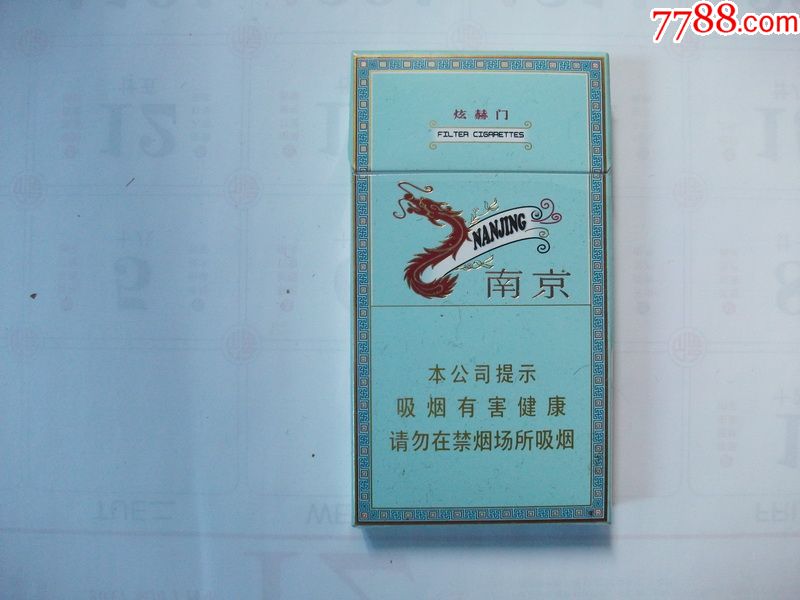 7788.com
炫赫门
FILTER CIGARETTES
NANJING
南京
本公司提示
吸烟有害健康
请勿在禁烟场所吸烟